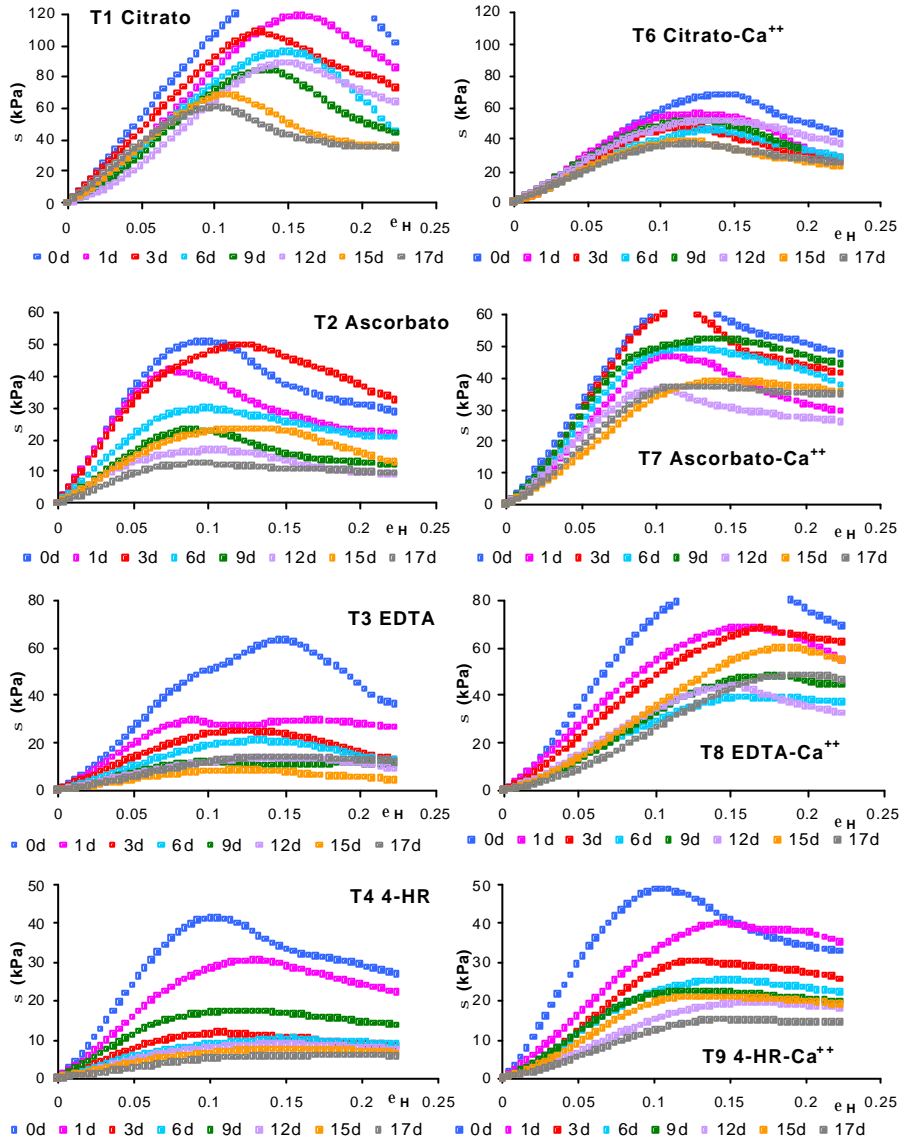 T1 Citrato
s (kPa)
120
100
80
60
40
20
0
0 0.05 0.1 0.15 0.2 0.25
e H
0d 1d 3d 6d 9d 12d 15d 17d
T6 Citrato-Ca++
s (kPa)
120
100
80
60
40
20
0
0 0.05 0.1 0.15 0.2 0.25
e H
0d 1d 3d 6d 9d 12d 15d 17d
T2 Ascorbato
s (kPa)
60
50
40
30
20
10
0
0 0.05 0.1 0.15 0.2 0.25
e H
0d 1d 3d 6d 9d 12d 15d 17d
T7 Ascorbato-Ca++
s (kPa)
60
50
40
30
20
10
0
0 0.05 0.1 0.15 0.2 0.25
e H
0d 1d 3d 6d 9d 12d 15d 17d
T3 EDTA
s (kPa)
80
60
40
20
0
0 0.05 0.1 0.15 0.2 0.25
e H
0d 1d 3d 6d 9d 12d 15d 17d
T8 EDTA-Ca++
s (kPa)
80
60
40
20
0
0 0.05 0.1 0.15 0.2 0.25
e H
0d 1d 3d 6d 9d 12d 15d 17d
T4 4-HR
s (kPa)
50
40
30
20
10
0
0 0.05 0.1 0.15 0.2 0.25
e H
0d 1d 3d 6d 9d 12d 15d 17d
T9 4-HR-Ca++
s (kPa)
50
40
30
20
10
0
0 0.05 0.1 0.15 0.2 0.25
e H
0d 1d 3d 6d 9d 12d 15d 17d